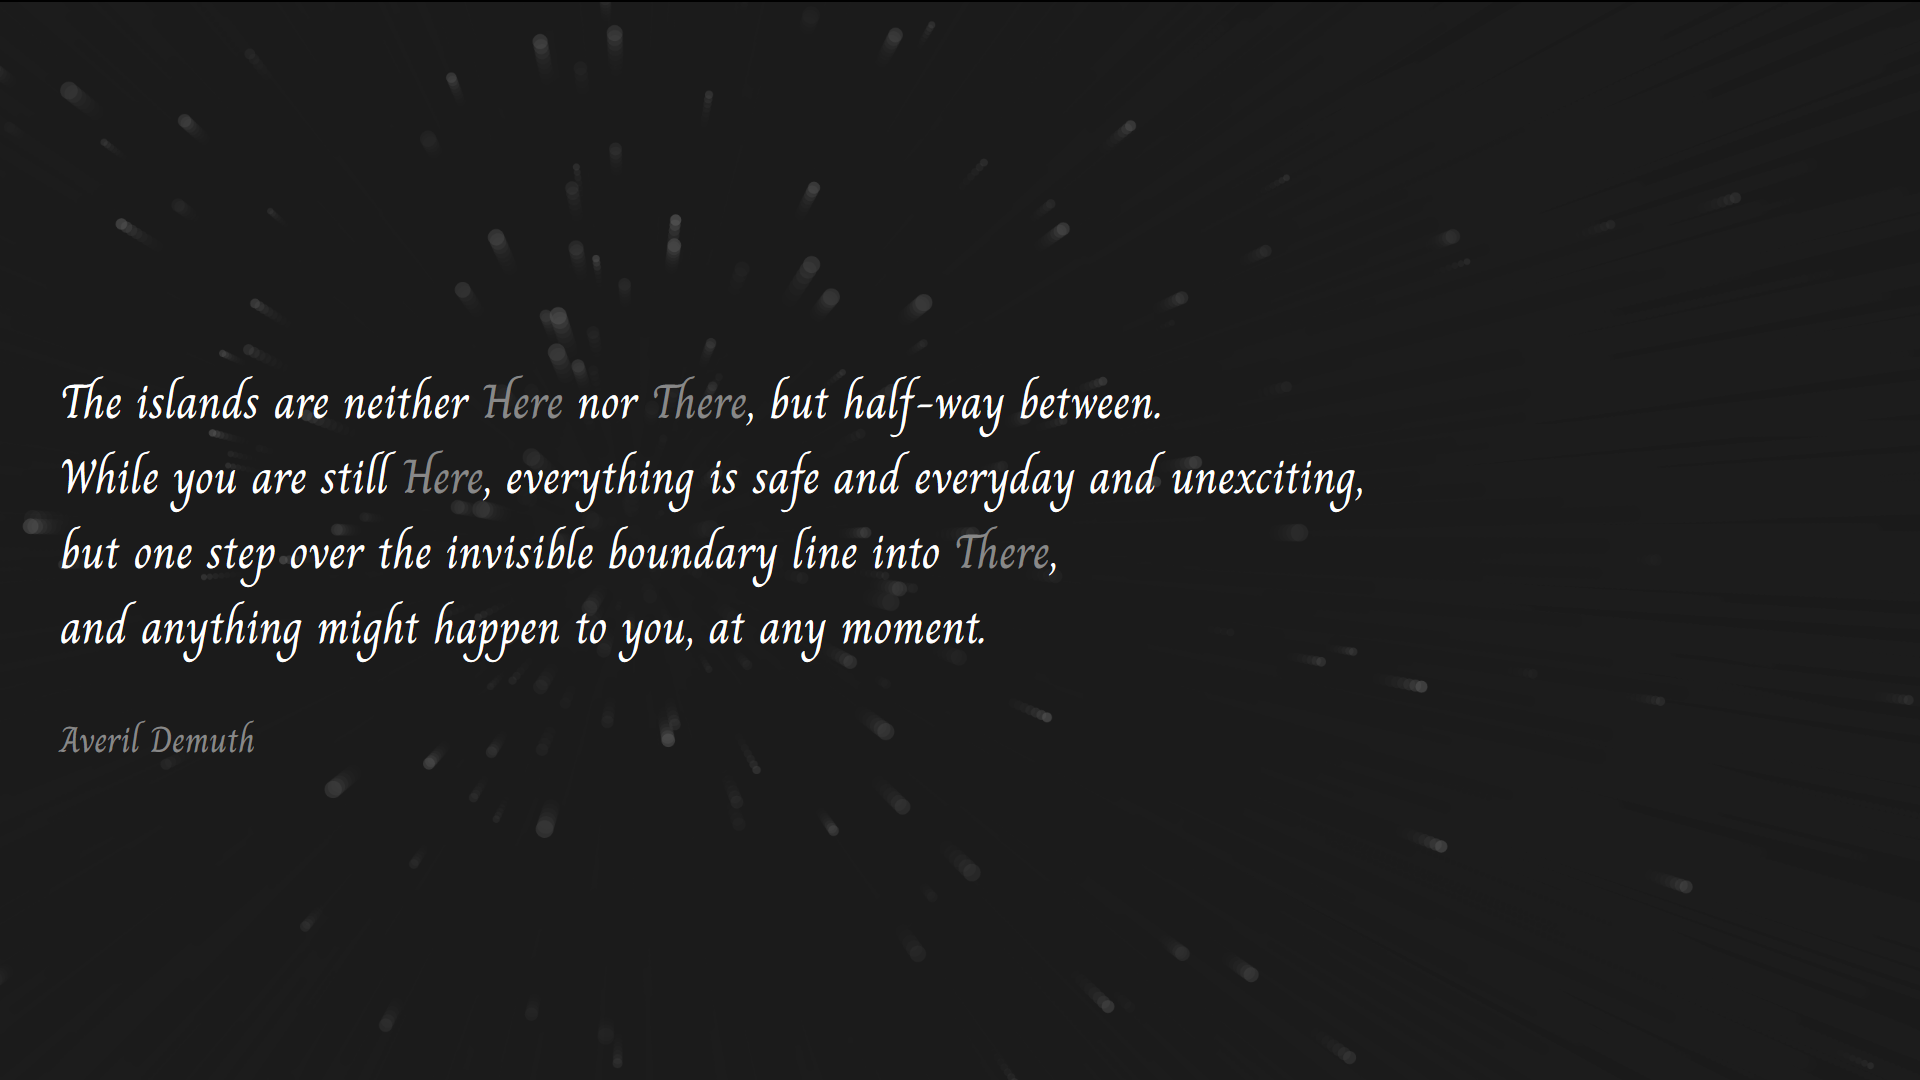 The islands are neither Here nor There, but half-way between.
While you are still Here, everything is safe and everyday and unexciting,
but one step over the invisible boundary line into There,
and anything might happen to you, at any moment.
Averil Demuth